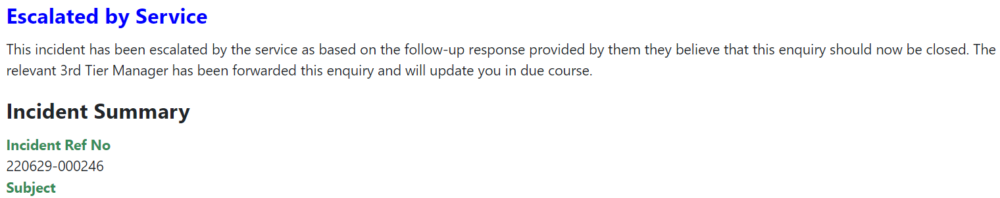 Escalated by Service
This incident has been escalated by the service as based on the follow-up response provided by them they believe that this enquiry should now be closed. The
relevant 3rd Tier Manager has been forwarded this enquiry and will update you in due course.
Incident Summary
Incident Ref No
220629-000246
Subject